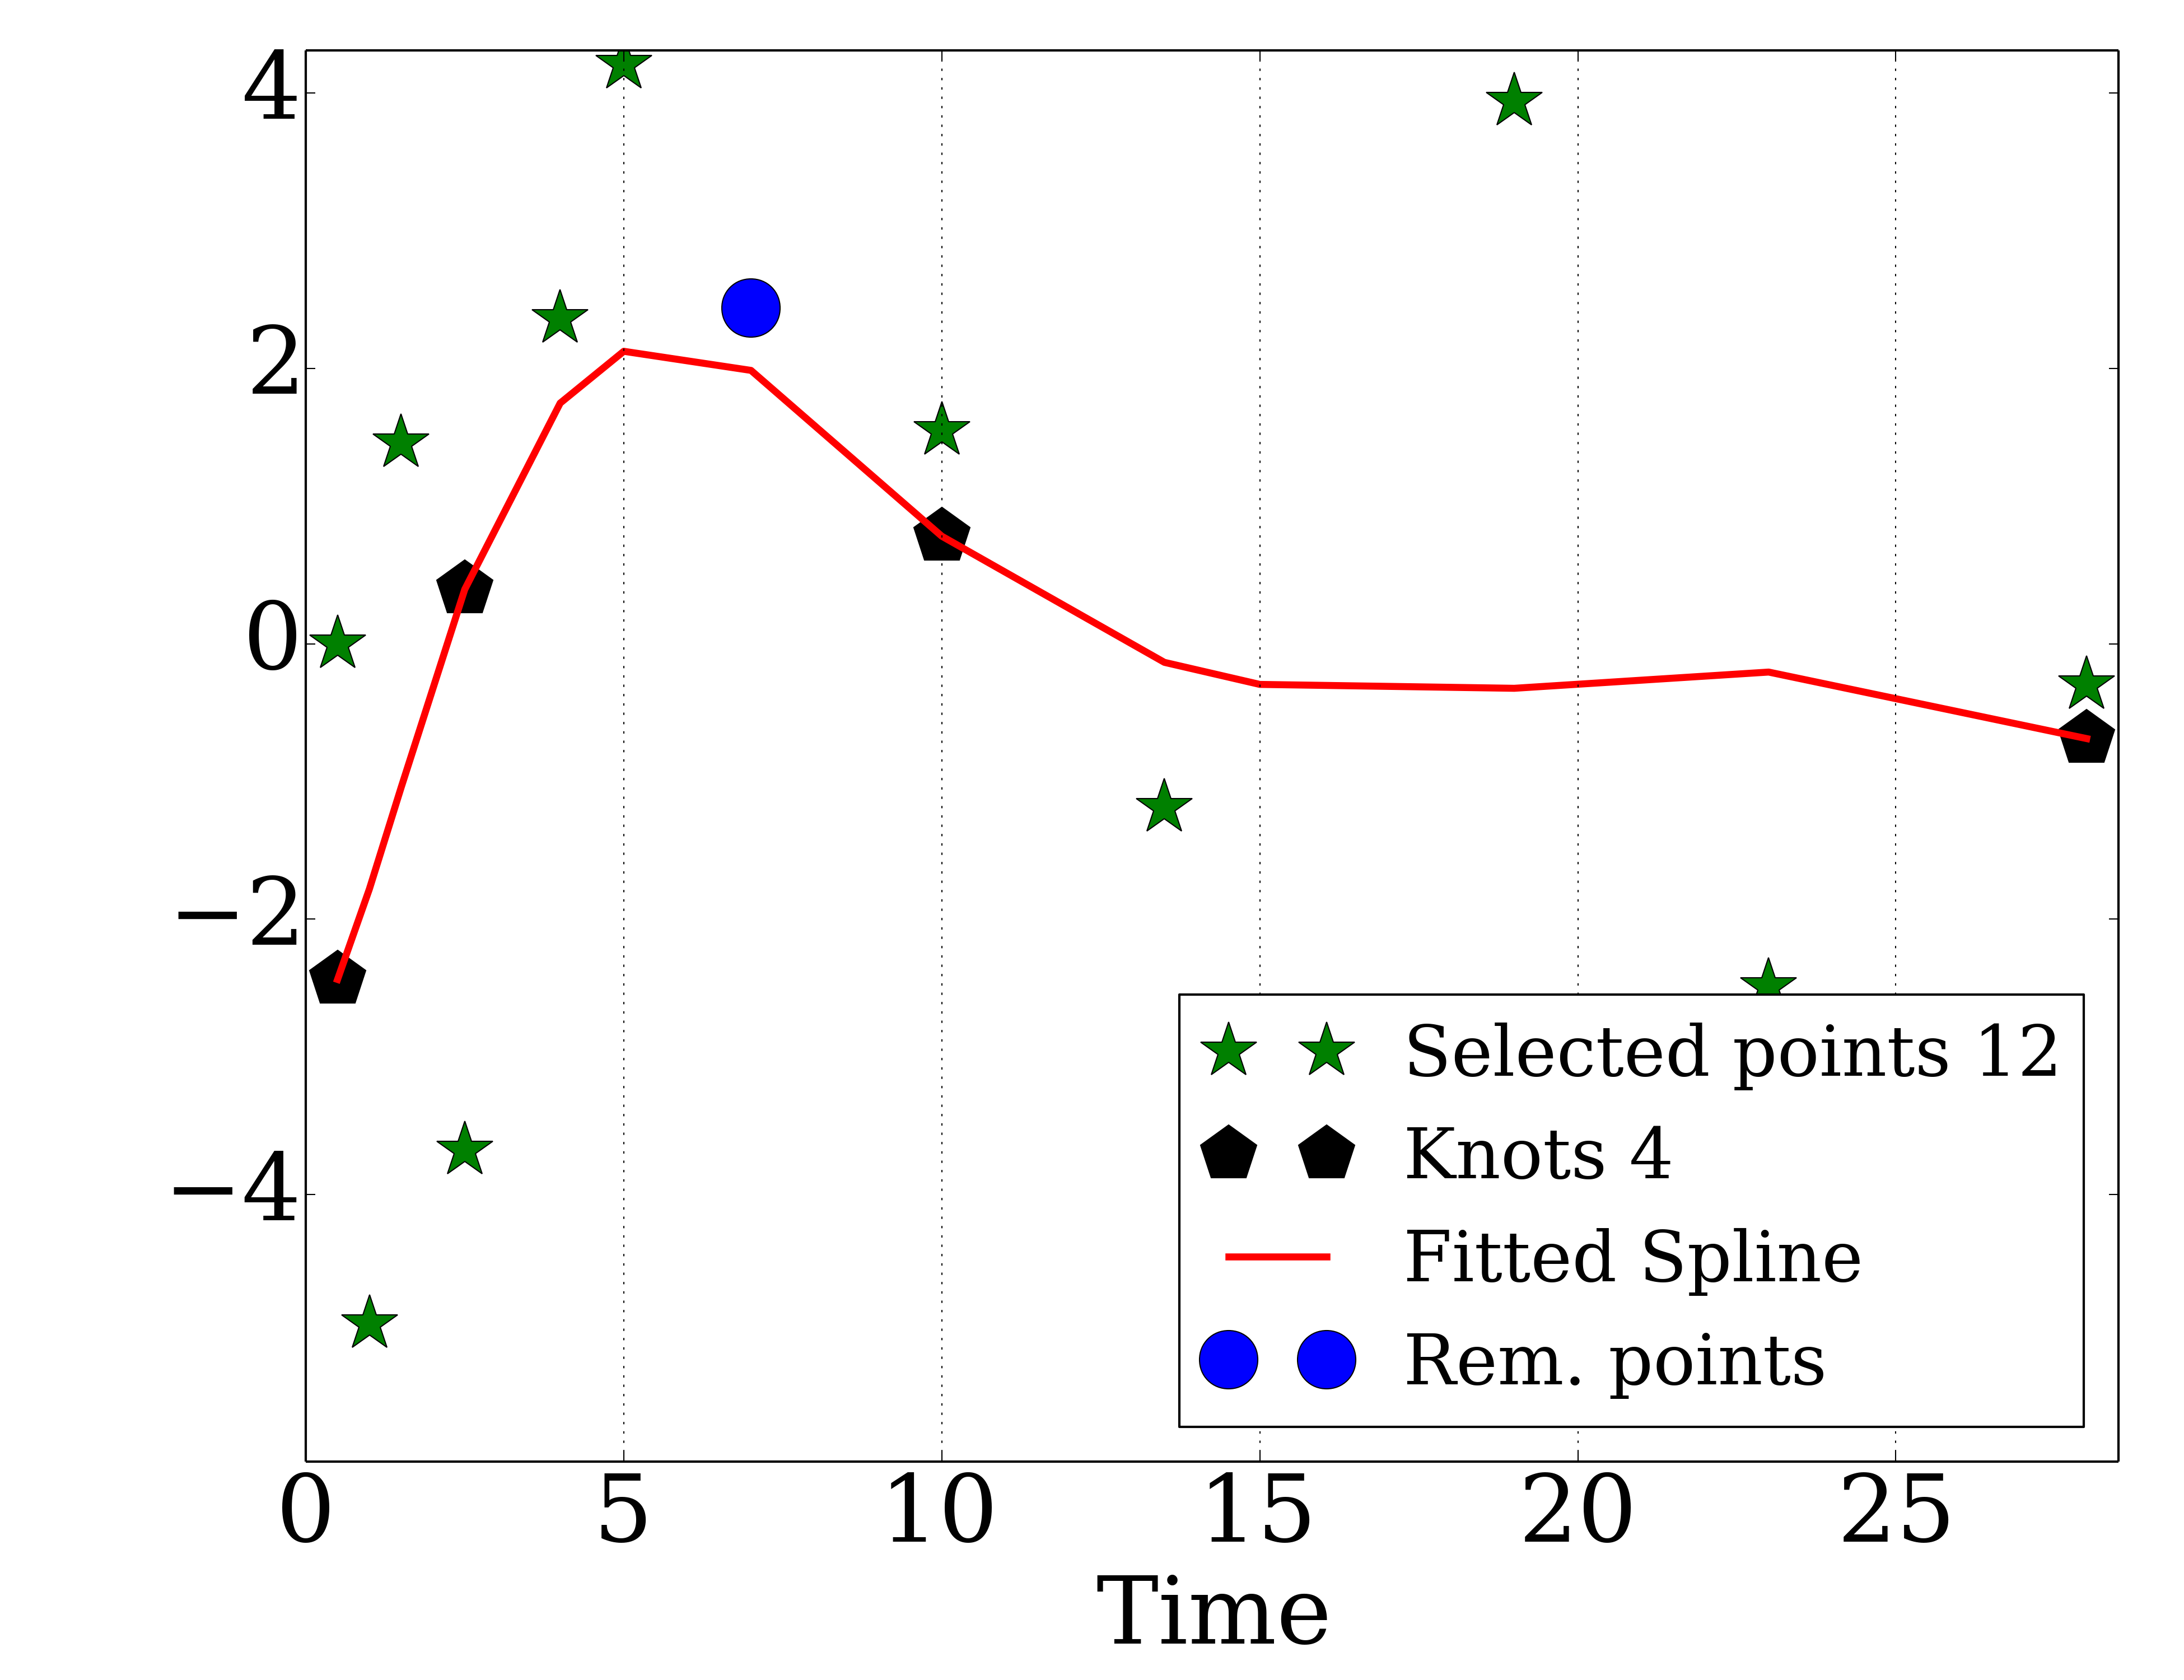 4
2
0
−2
−4
Selected points 12
Knots 4
Fitted Spline
Rem. points
0 5 10 15 20 25
Time